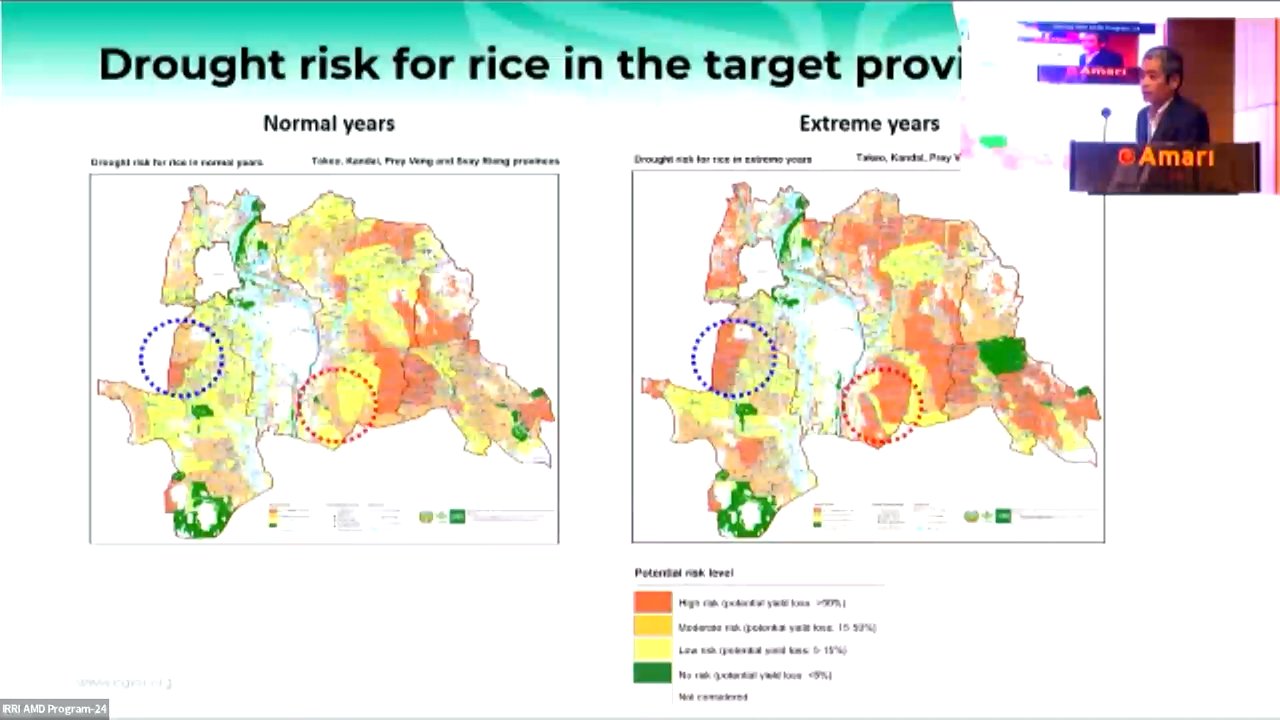 Drought risk for rice in the target provi
Normal years
Extreme years
Drought risk for rice in normal years
Takeo, Kandal, Prey Veng and Svay Rieng provinces
Drought risk for rice in extreme years
Takeo, Kandal, Prey V
Amari
Amari
Potential risk level
High risk (potential yield loss: >50%)
Moderate risk (potential yield loss: 15-50%)
Low risk (potential yield loss: 5-15%)
No risk (potential yield loss: <5%)
Not considered
IRRI AMD Program-24